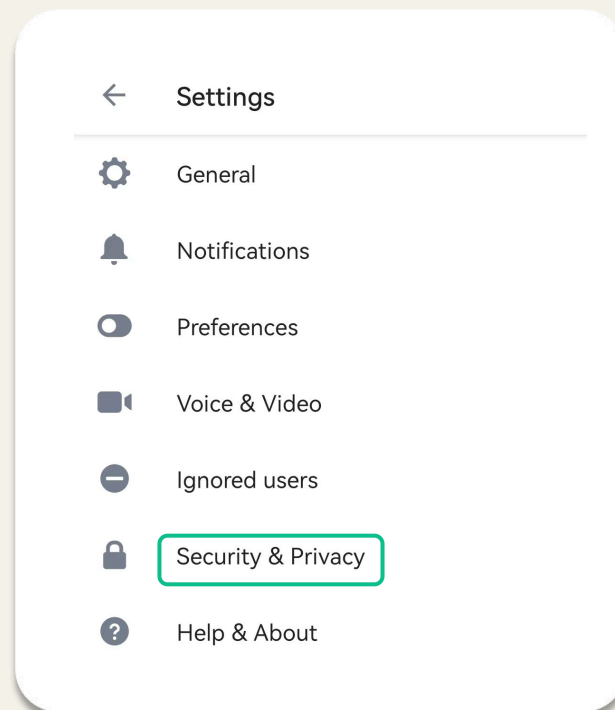 Settings
General
Notifications
Preferences
Voice & Video
Ignored users
Security & Privacy
Help & About